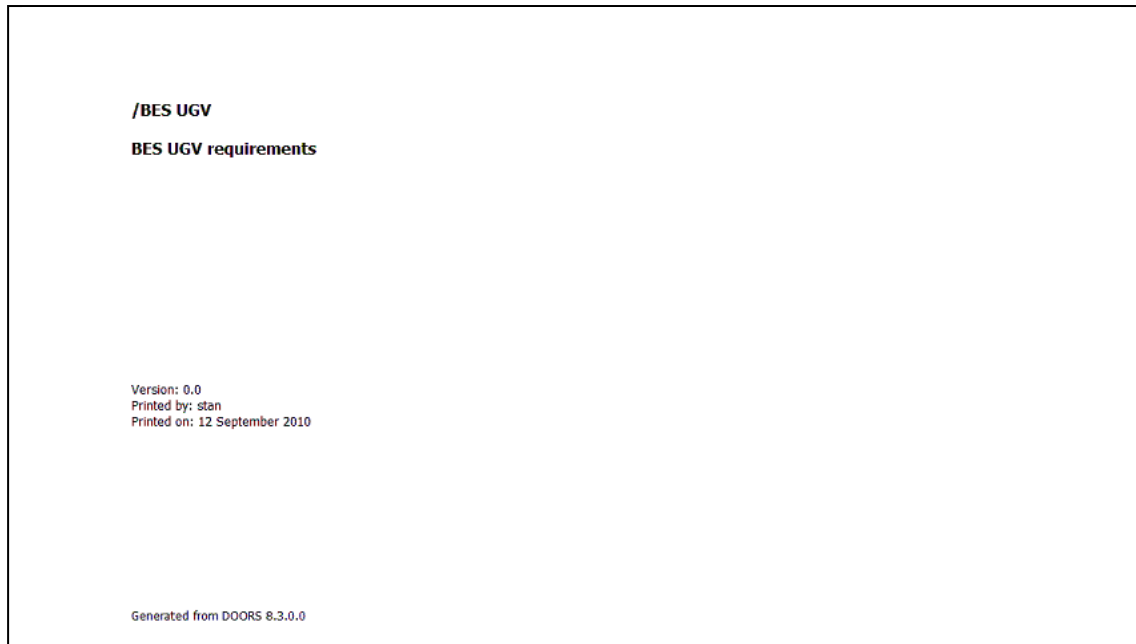 /BES UGV
BES UGV requirements
Version: 0.0
Printed by: stan
Printed on: 12 September 2010
Generated from DOORS 8.3.0.0